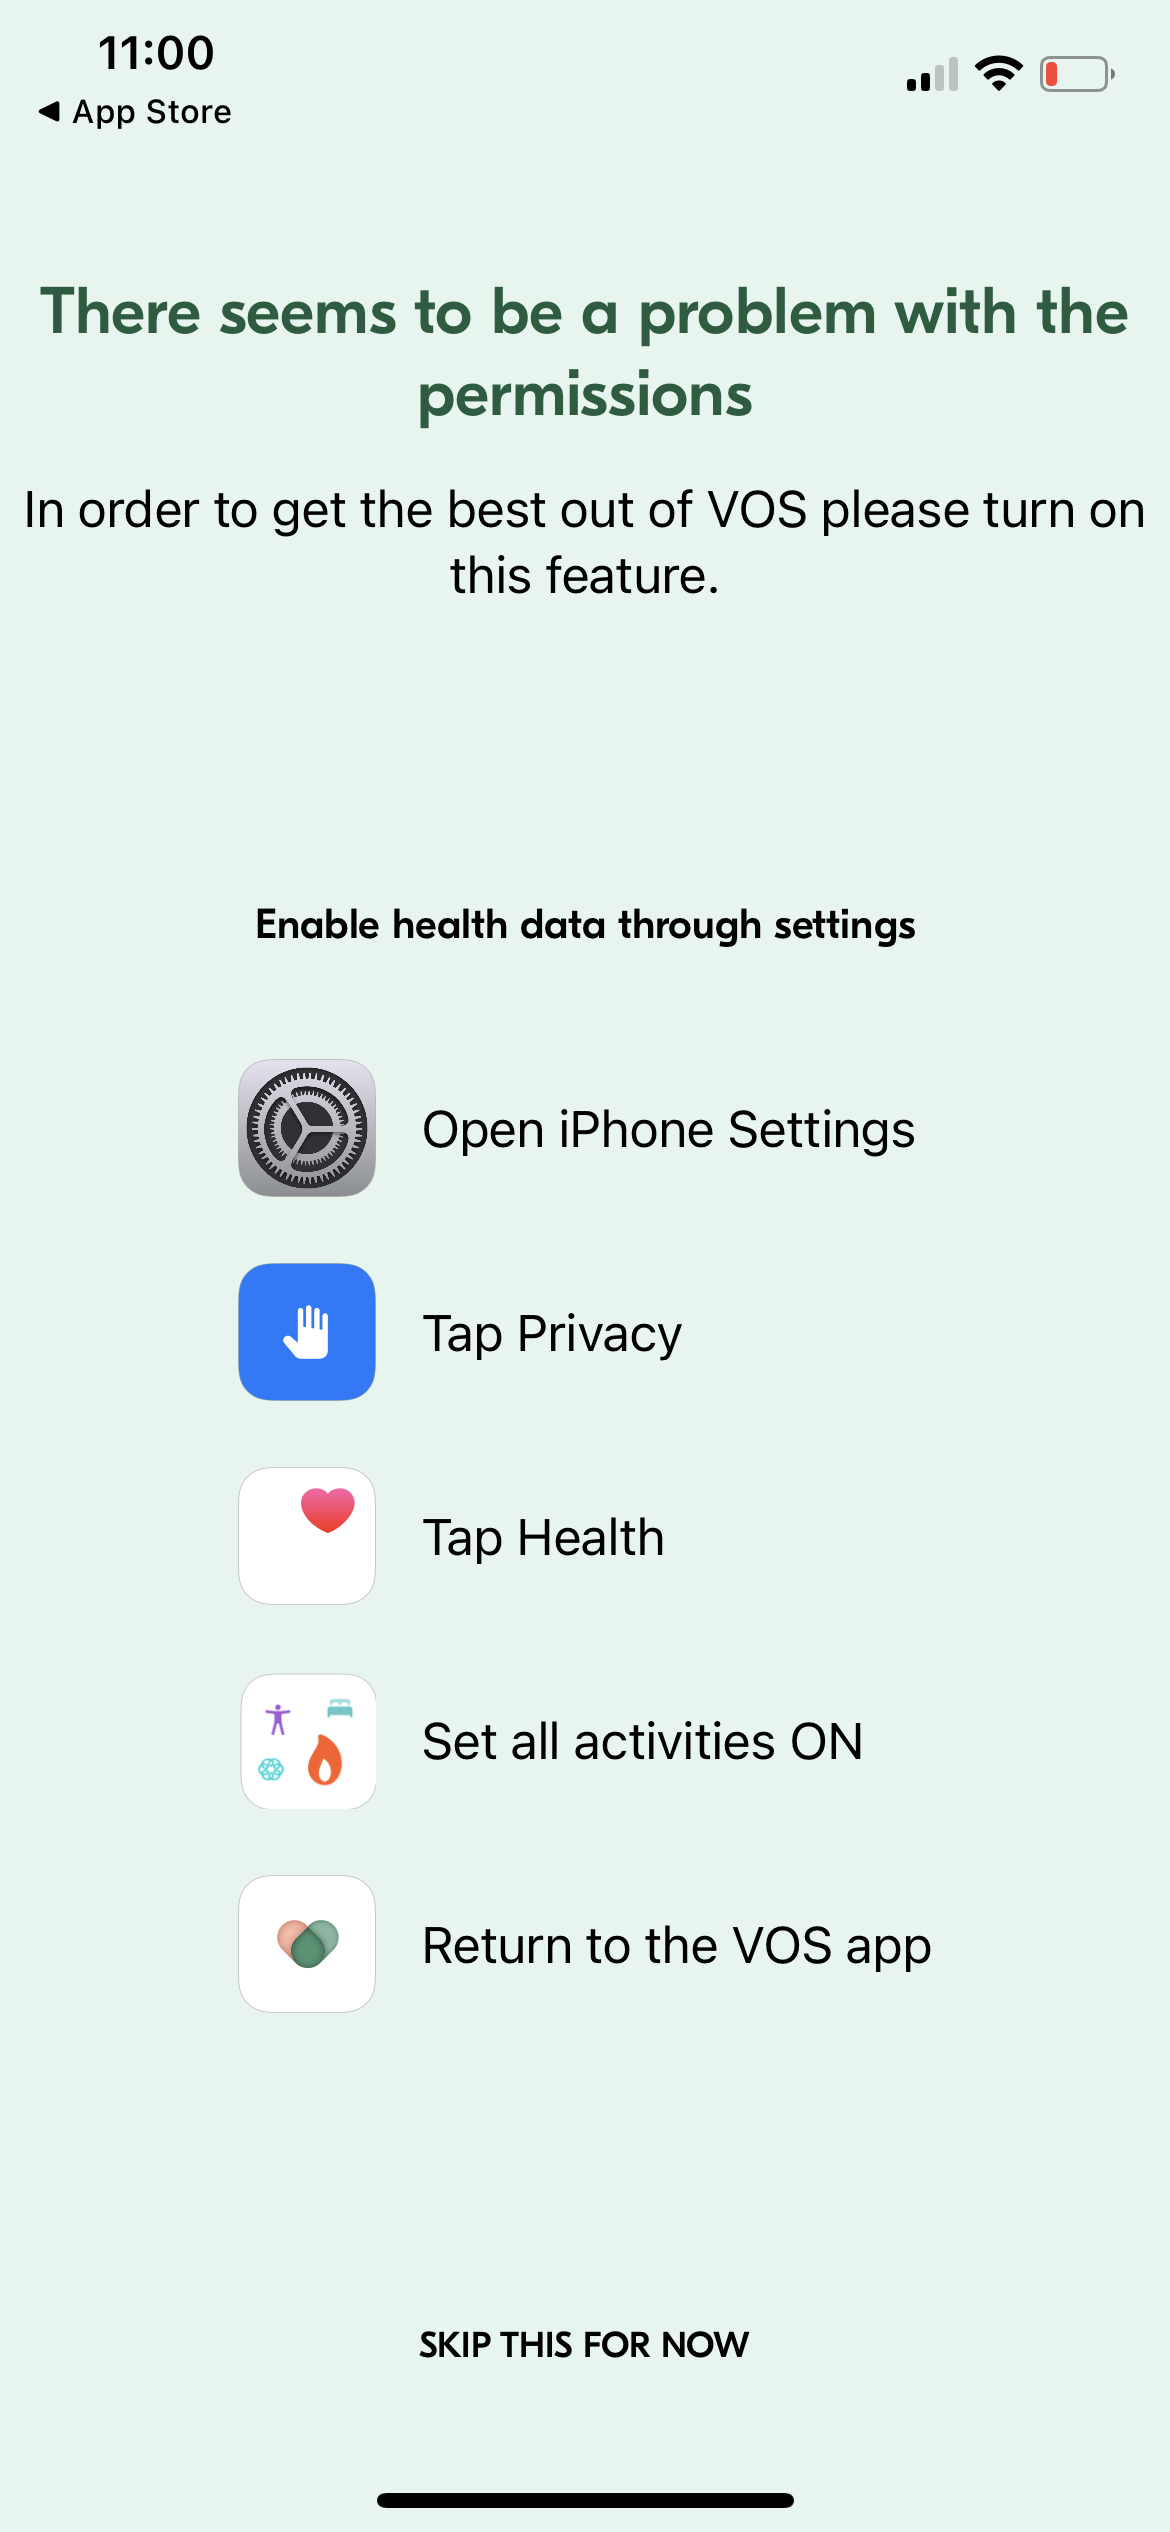 11:00
◀ App Store
There seems to be a problem with the
permissions
In order to get the best out of VOS please turn on
this feature.
Enable health data through settings
Open iPhone Settings
Tap Privacy
Tap Health
Set all activities ON
Return to the VOS app
SKIP THIS FOR NOW